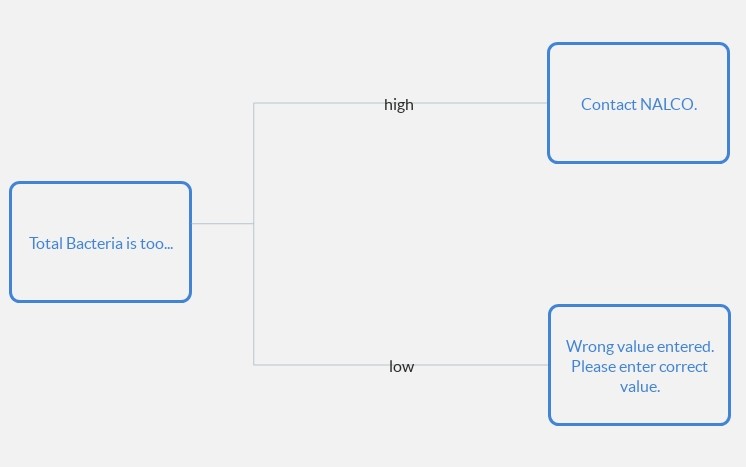 high
Contact NALCO.
Total Bacteria is too...
Wrong value entered.
Please enter correct
value.
low